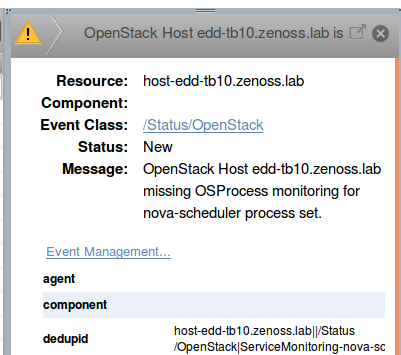 OpenStack Host edd-tb10.zenoss.lab is
Resource: host-edd-tb10.zenoss.lab
Component:
Event Class: /Status/OpenStack
Status: New
Message: OpenStack Host edd-tb10.zenoss.lab
missing OSProcess monitoring for
nova-scheduler process set.
Event Management...
agent
component
dedupid host-edd-tb10.zenoss.lab||/Status
/OpenStack|ServiceMonitoring-nova-sc